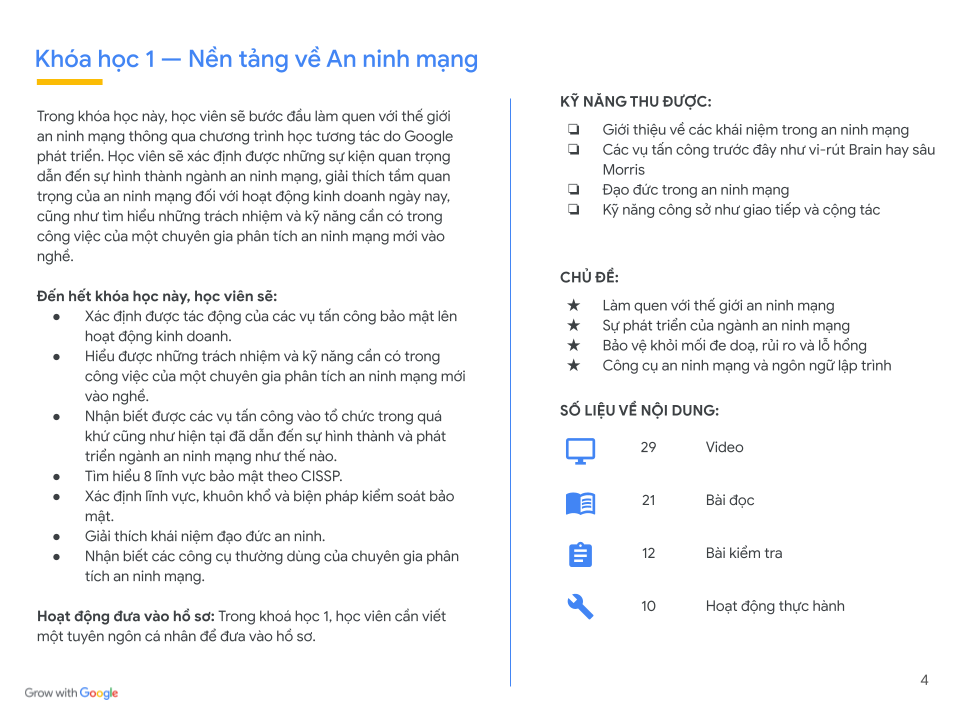 Khóa học 1 — Nền tảng về An ninh mạng
Trong khóa học này, học viên sẽ bước đầu làm quen với thế giới
an ninh mạng thông qua chương trình học tương tác do Google
phát triển. Học viên sẽ xác định được những sự kiện quan trọng
dẫn đến sự hình thành ngành an ninh mạng, giải thích tầm quan
trọng của an ninh mạng đối với hoạt động kinh doanh ngày nay,
cũng như tìm hiểu những trách nhiệm và kỹ năng cần có trong
công việc của một chuyên gia phân tích an ninh mạng mới vào
nghề.
Đến hết khóa học này, học viên sẽ:
● Xác định được tác động của các vụ tấn công bảo mật lên
hoạt động kinh doanh.
● Hiểu được những trách nhiệm và kỹ năng cần có trong
công việc của một chuyên gia phân tích an ninh mạng mới
vào nghề.
● Nhận biết được các vụ tấn công vào tổ chức trong quá
khứ cũng như hiện tại đã dẫn đến sự hình thành và phát
triển ngành an ninh mạng như thế nào.
● Tìm hiểu 8 lĩnh vực bảo mật theo CISSP.
● Xác định lĩnh vực, khuôn khổ và biện pháp kiểm soát bảo
mật.
● Giải thích khái niệm đạo đức an ninh.
● Nhận biết các công cụ thường dùng của chuyên gia phân
tích an ninh mạng.
Hoạt động đưa vào hồ sơ: Trong khoá học 1, học viên cần viết
một tuyên ngôn cá nhân để đưa vào hồ sơ.
KỸ NĂNG THU ĐƯỢC:
❏ Giới thiệu về các khái niệm trong an ninh mạng
❏ Các vụ tấn công trước đây như vi-rút Brain hay sâu
Morris
❏ Đạo đức trong an ninh mạng
❏ Kỹ năng công sở như giao tiếp và cộng tác
CHỦ ĐỀ:
★ Làm quen với thế giới an ninh mạng
★ Sự phát triển của ngành an ninh mạng
★ Bảo vệ khỏi mối đe doạ, rủi ro và lỗ hổng
★ Công cụ an ninh mạng và ngôn ngữ lập trình
SỐ LIỆU VỀ NỘI DUNG:
29 Video
21 Bài đọc
12 Bài kiểm tra
10 Hoạt động thực hành
Grow with Google
4